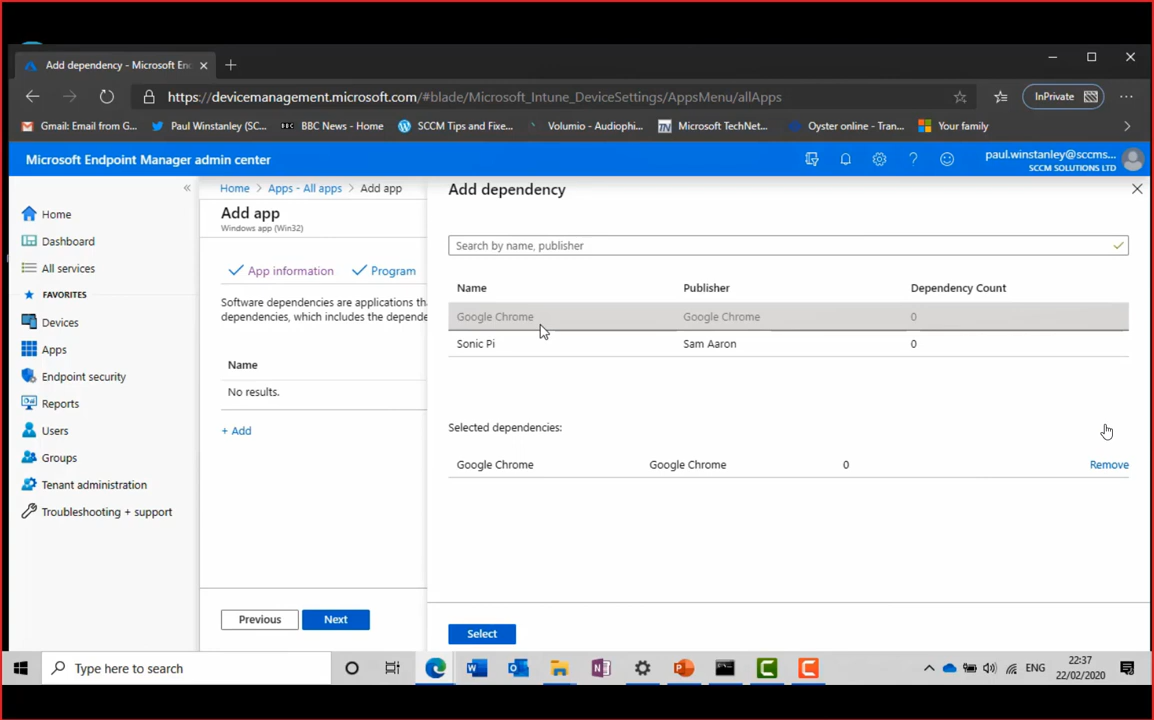 Add dependency - Microsoft En
https://devicemanagement.microsoft.com/#blade/Microsoft_Intune_DeviceSettings/AppsMenu/allApps
InPrivate
Gmail: Email from G...
Paul Winstanley (SC...
BBC News - Home
SCCM Tips and Fixe...
Volumio - Audiophi...
Microsoft TechNet...
Oyster online - Tran...
Your family
Microsoft Endpoint Manager admin center
paul.winstanley@sccms...
SCCM SOLUTIONS LTD
Home
Dashboard
All services
FAVORITES
Devices
Apps
Endpoint security
Reports
Users
Groups
Tenant administration
Troubleshooting + support
Home > Apps - All apps > Add app
Add app
Windows app (Win32)
App information
Program
Software dependencies are applications th
dependencies, which includes the depende
Name
No results.
+ Add
Previous
Next
Add dependency
Search by name, publisher
Name Publisher Dependency Count
Google Chrome Google Chrome 0
Sonic Pi Sam Aaron 0
Selected dependencies:
Google Chrome Google Chrome 0 Remove
Select
Type here to search
ENG
22:37
22/02/2020